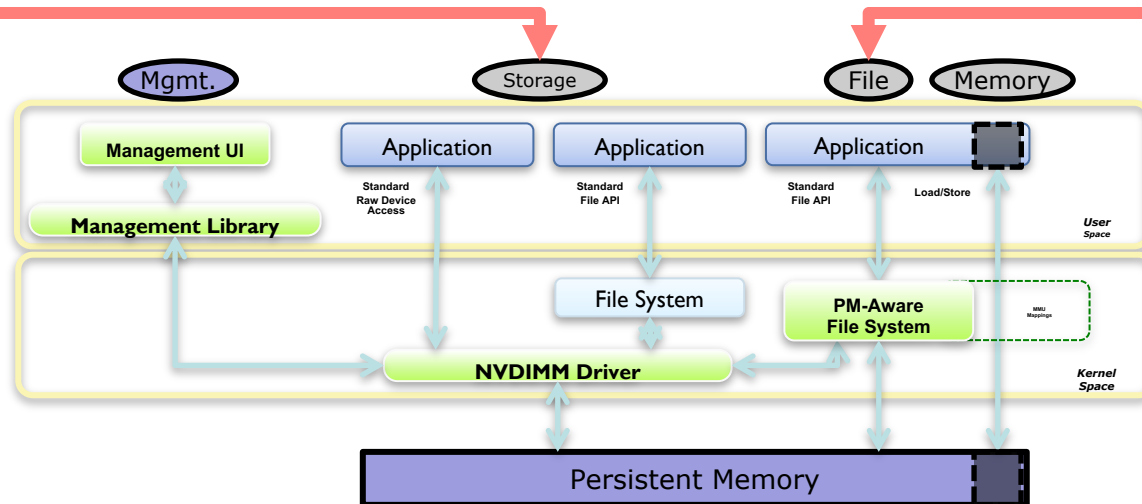 Mgmt.
Storage
File
Memory
Management UI
Application
Application
Application
Standard
Raw Device
Access
Standard
File API
Standard
File API
Load/Store
Management Library
User
Space
File System
PM-Aware
File System
MMU
Mappings
NVDIMM Driver
Kernel
Space
Persistent Memory